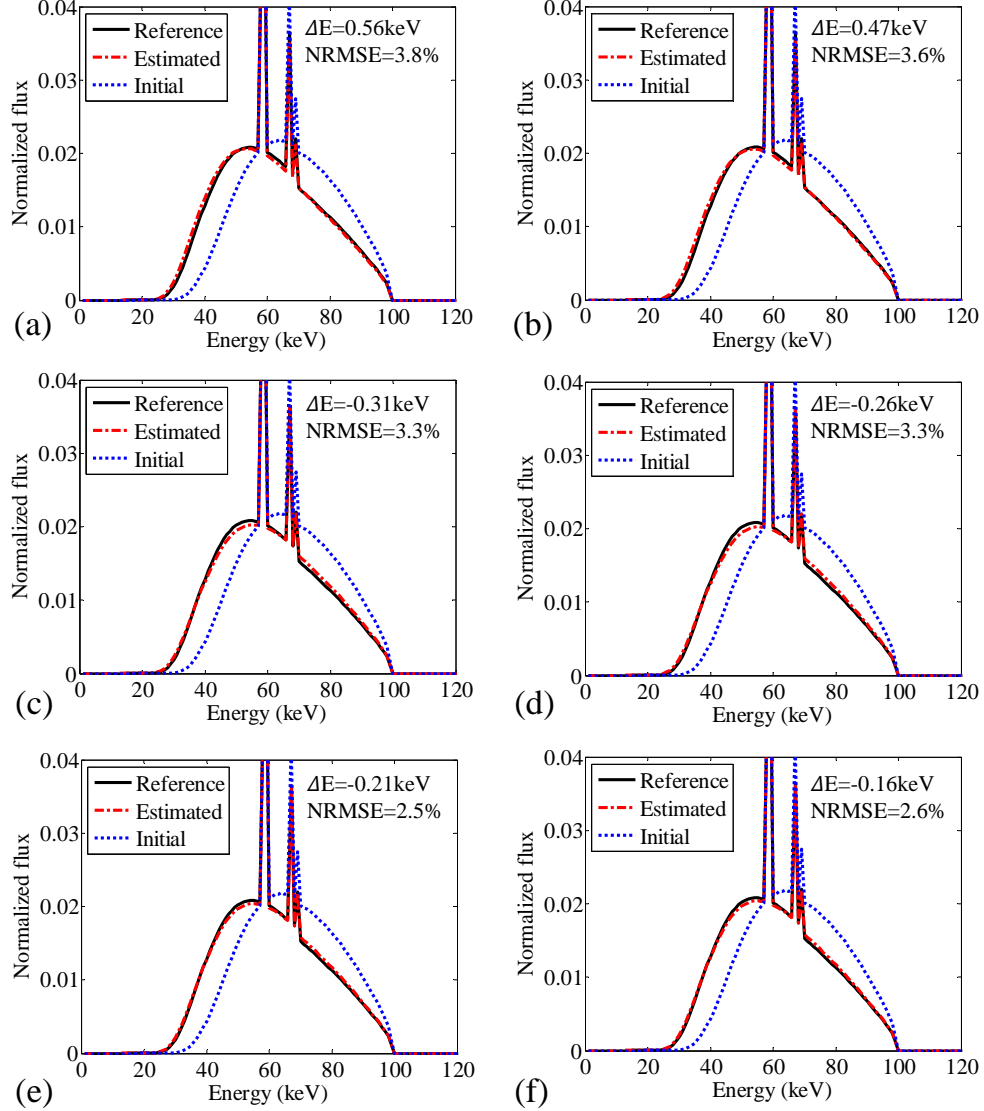 0.04
0.03
0.02
0.01
0
Normalized flux
Reference
Estimated
Initial
ΔE=0.56keV
NRMSE=3.8%
0 20 40 60 80 100 120
Energy (keV)
(a)
0.04
0.03
0.02
0.01
0
Normalized flux
Reference
Estimated
Initial
ΔE=0.47keV
NRMSE=3.6%
0 20 40 60 80 100 120
Energy (keV)
(b)
0.04
0.03
0.02
0.01
0
Normalized flux
Reference
Estimated
Initial
ΔE=-0.31keV
NRMSE=3.3%
0 20 40 60 80 100 120
Energy (keV)
(c)
0.04
0.03
0.02
0.01
0
Normalized flux
Reference
Estimated
Initial
ΔE=-0.26keV
NRMSE=3.3%
0 20 40 60 80 100 120
Energy (keV)
(d)
0.04
0.03
0.02
0.01
0
Normalized flux
Reference
Estimated
Initial
ΔE=-0.21keV
NRMSE=2.5%
0 20 40 60 80 100 120
Energy (keV)
(e)
0.04
0.03
0.02
0.01
0
Normalized flux
Reference
Estimated
Initial
ΔE=-0.16keV
NRMSE=2.6%
0 20 40 60 80 100 120
Energy (keV)
(f)